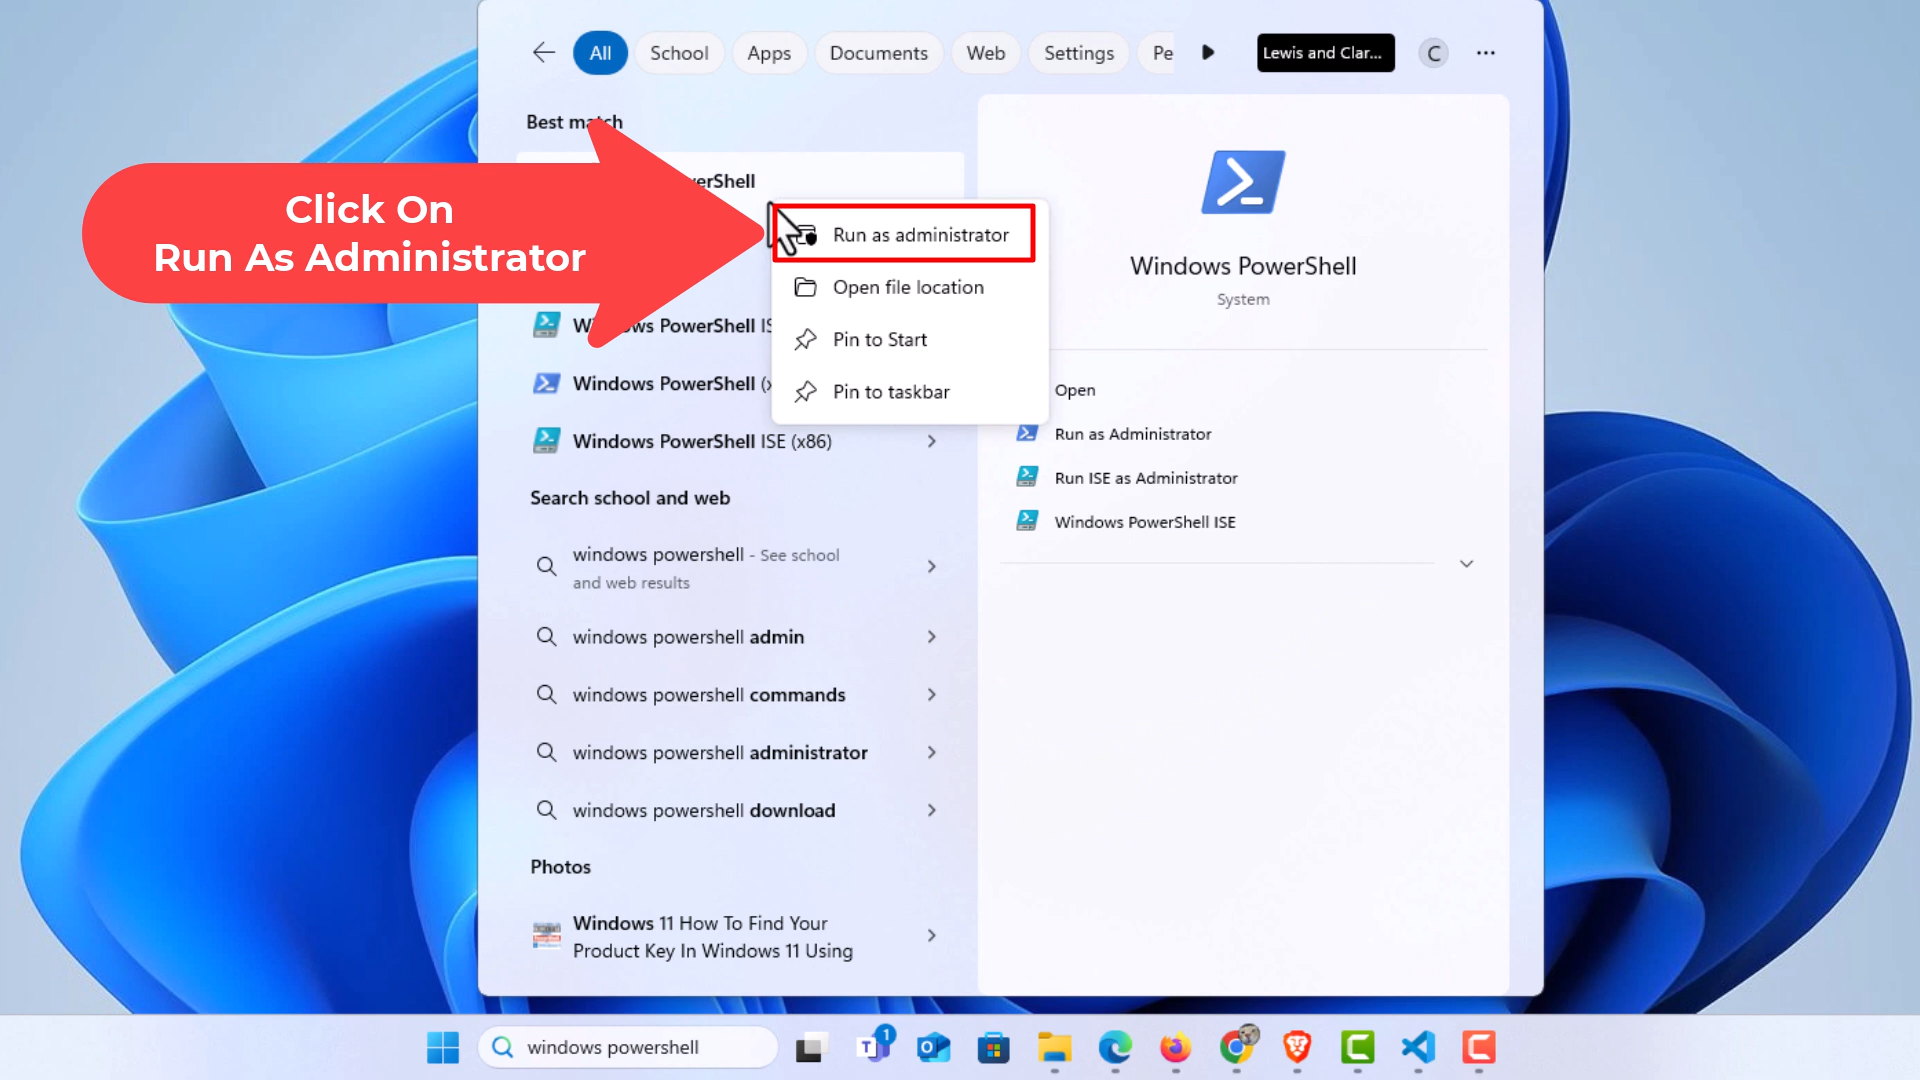 All
School
Apps
Documents
Web
Settings
Pe
Lewis and Clar...
C
Best match
erShell
Click On
Run As Administrator
Run as administrator
Open file location
Pin to Start
Pin to taskbar
Windows PowerShell
Windows PowerShell
Windows PowerShell ISE (x86)
Search school and web
windows powershell - See school
and web results
windows powershell admin
windows powershell commands
windows powershell administrator
windows powershell download
Photos
Windows 11 How To Find Your
Product Key In Windows 11 Using
Windows PowerShell
System
Open
Run as Administrator
Run ISE as Administrator
Windows PowerShell ISE
windows powershell
1